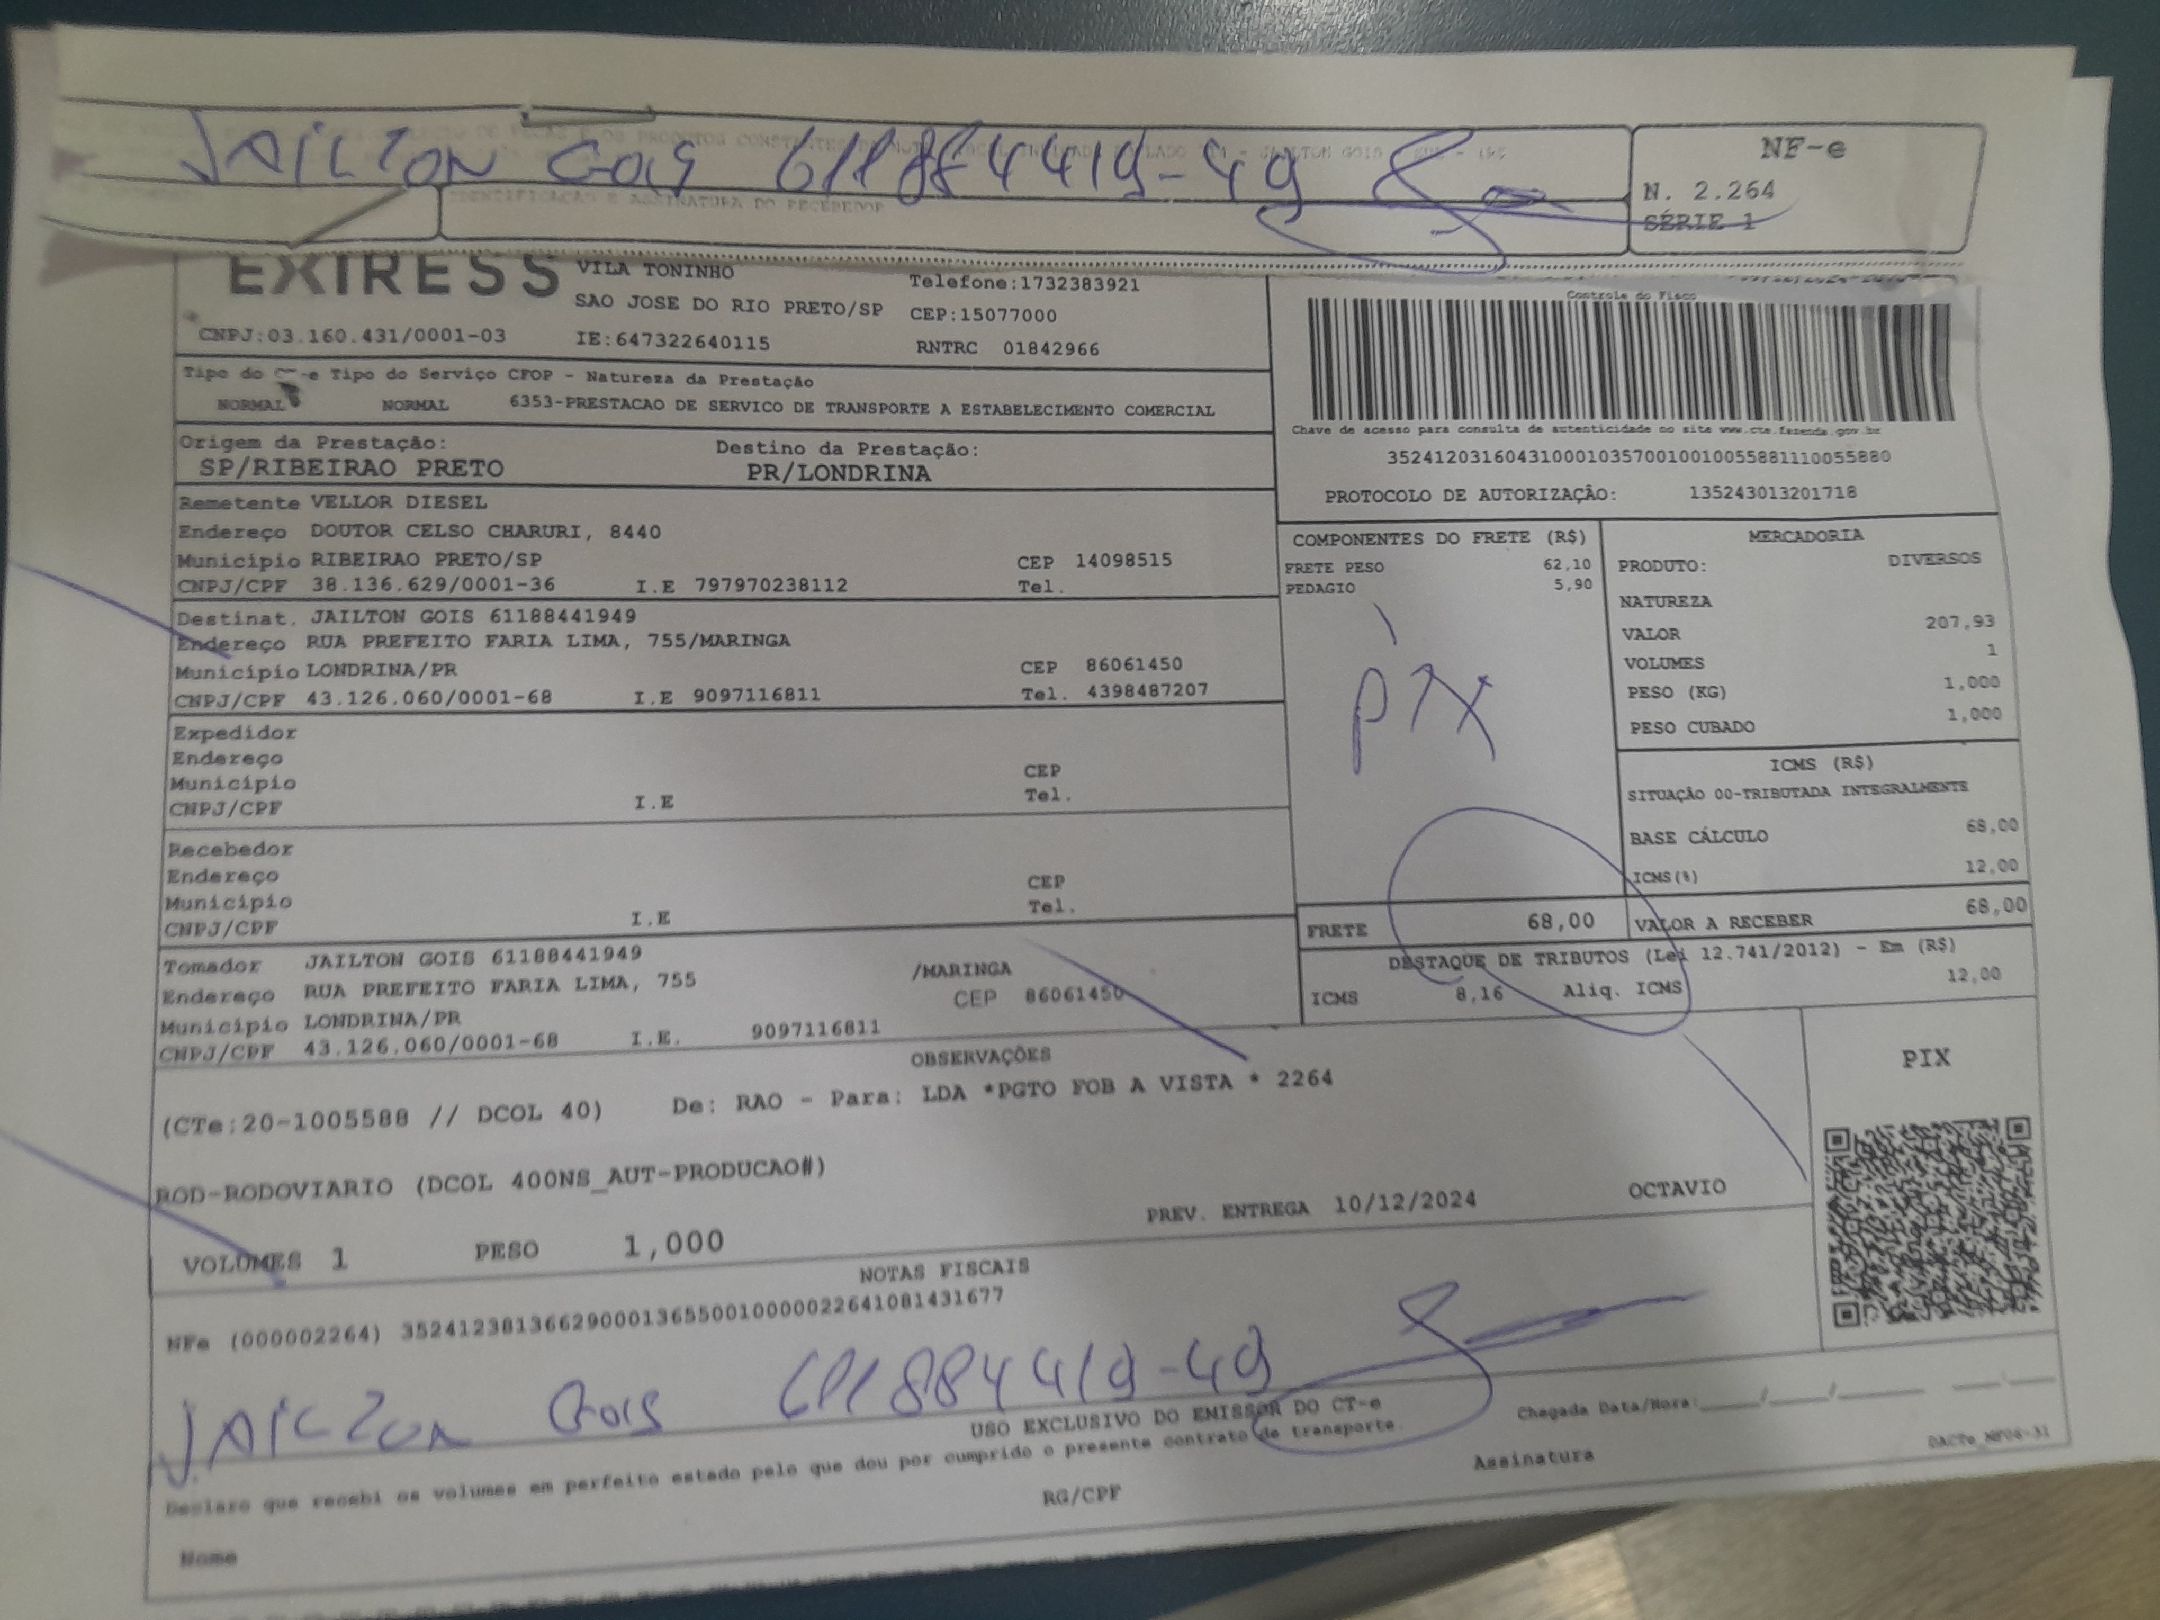 JAILTON GOIS 611884419-49
NF-e
N. 2.264
SÉRIE 1
IDENTIFICAÇÃO E ASSINATURA DO RECEBEDOR
VILA TONINHO
Telefone:1732383921
SAO JOSE DO RIO PRETO/SP CEP:15077000
CNPJ:03.160.431/0001-03 IE:647322640115 RNTRC 01842966
Controle do Fisco
Tipo do e Tipo do Serviço CFOP - Natureza da Prestação
NORMAL NORMAL 6353-PRESTACAO DE SERVICO DE TRANSPORTE A ESTABELECIMENTO COMERCIAL
Chave de acesso para consulta de autenticidade no site www.cte.fazenda.gov.br
35241203160431000103570010010055881110055880
PROTOCOLO DE AUTORIZAÇÃO: 135243013201718
Origem da Prestação: Destino da Prestação:
SP/RIBEIRAO PRETO PR/LONDRINA
Remetente VELLOR DIESEL
Endereço DOUTOR CELSO CHARURI, 8440
Município RIBEIRAO PRETO/SP CEP 14098515
CNPJ/CPF 38.136.629/0001-36 I.E 797970238112 Tel.
Destinat. JAILTON GOIS 61188441949
Endereço RUA PREFEITO FARIA LIMA, 755/MARINGA
Município LONDRINA/PR CEP 86061450
CNPJ/CPF 43.126.060/0001-68 I.E 9097116811 Tel. 4398487207
Expedidor
Endereço
Município CEP
CNPJ/CPF I.E Tel.
Recebedor
Endereço CEP
Município Tel.
CNPJ/CPF I.E
Tomador JAILTON GOIS 61188441949
Endereço RUA PREFEITO FARIA LIMA, 755 /MARINGA
Município LONDRINA/PR CEP 86061450
CNPJ/CPF 43.126.060/0001-68 I.E. 9097116811
COMPONENTES DO FRETE (R$)
FRETE PESO 62,10
PEDAGIO 5,90
PIX
FRETE 68,00
MERCADORIA
PRODUTO: DIVERSOS
NATUREZA
VALOR 207,93
VOLUMES 1
PESO (KG) 1,000
PESO CUBADO 1,000
ICMS (R$)
SITUAÇÃO 00-TRIBUTADA INTEGRALMENTE
BASE CÁLCULO 68,00
ICMS(%) 12,00
VALOR A RECEBER 68,00
DESTAQUE DE TRIBUTOS (Lei 12.741/2012) - Em (R$)
ICMS 8,16 Aliq. ICMS 12,00
OBSERVAÇÕES
(CTe:20-1005588 // DCOL 40) De: RAO - Para: LDA *PGTO FOB A VISTA * 2264
PIX
ROD-RODOVIARIO (DCOL 400NS_AUT-PRODUCAO#)
PREV. ENTREGA 10/12/2024 OCTAVIO
VOLUMES 1 PESO 1,000
NOTAS FISCAIS
NFe (000002264) 35241238136629000136550010000022641081431677
JAILTON GOIS 611884419-49
USO EXCLUSIVO DO EMISSOR DO CT-e
Declaro que recebi os volumes em perfeito estado pelo que dou por cumprido o presente contrato de transporte.
Chegada Data/Hora:____/____/____
RG/CPF Assinatura
Nome